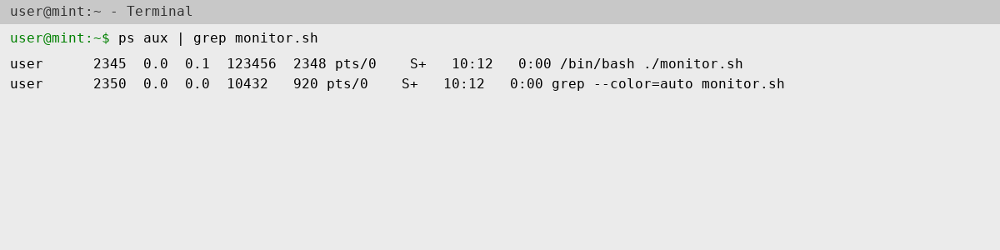 user@mint:~ - Terminal
user@mint:~$ ps aux | grep monitor.sh
user      2345  0.0  0.1  123456  2348 pts/0    S+   10:12   0:00 /bin/bash ./monitor.sh
user      2350  0.0  0.0  10432   920 pts/0    S+   10:12   0:00 grep --color=auto monitor.sh